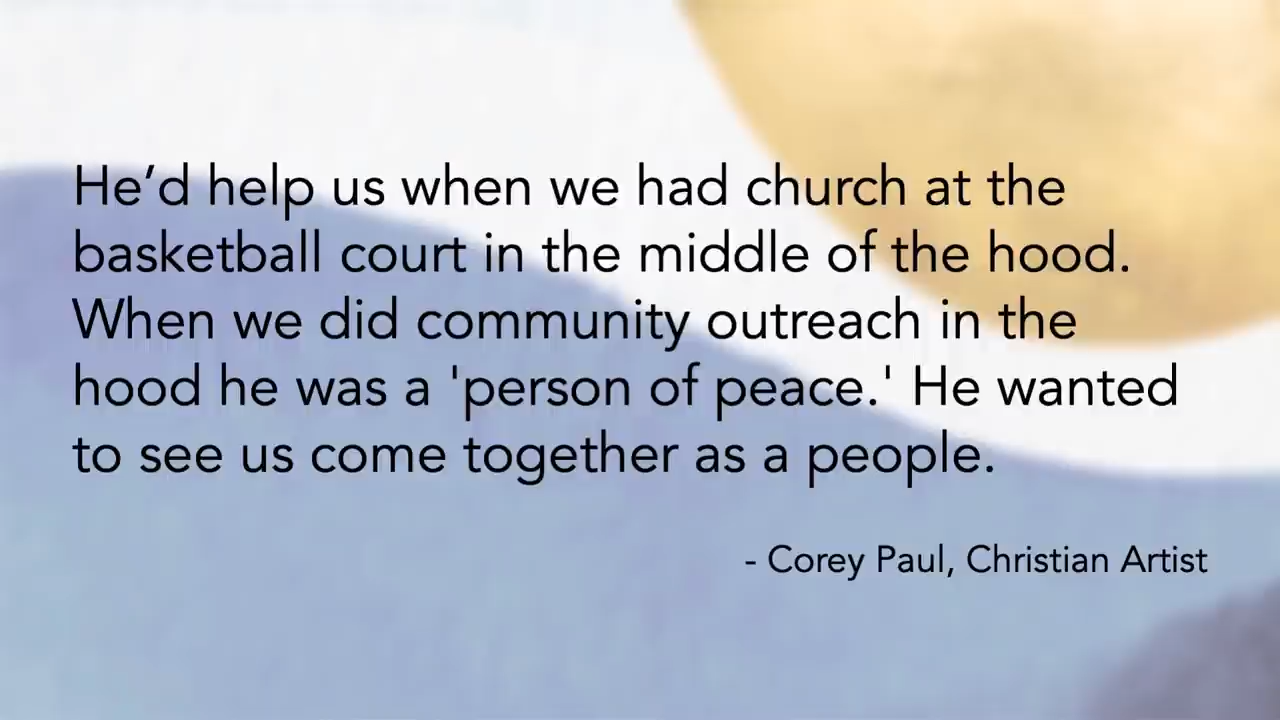 He’d help us when we had church at the
basketball court in the middle of the hood.
When we did community outreach in the
hood he was a 'person of peace.' He wanted
to see us come together as a people.
- Corey Paul, Christian Artist